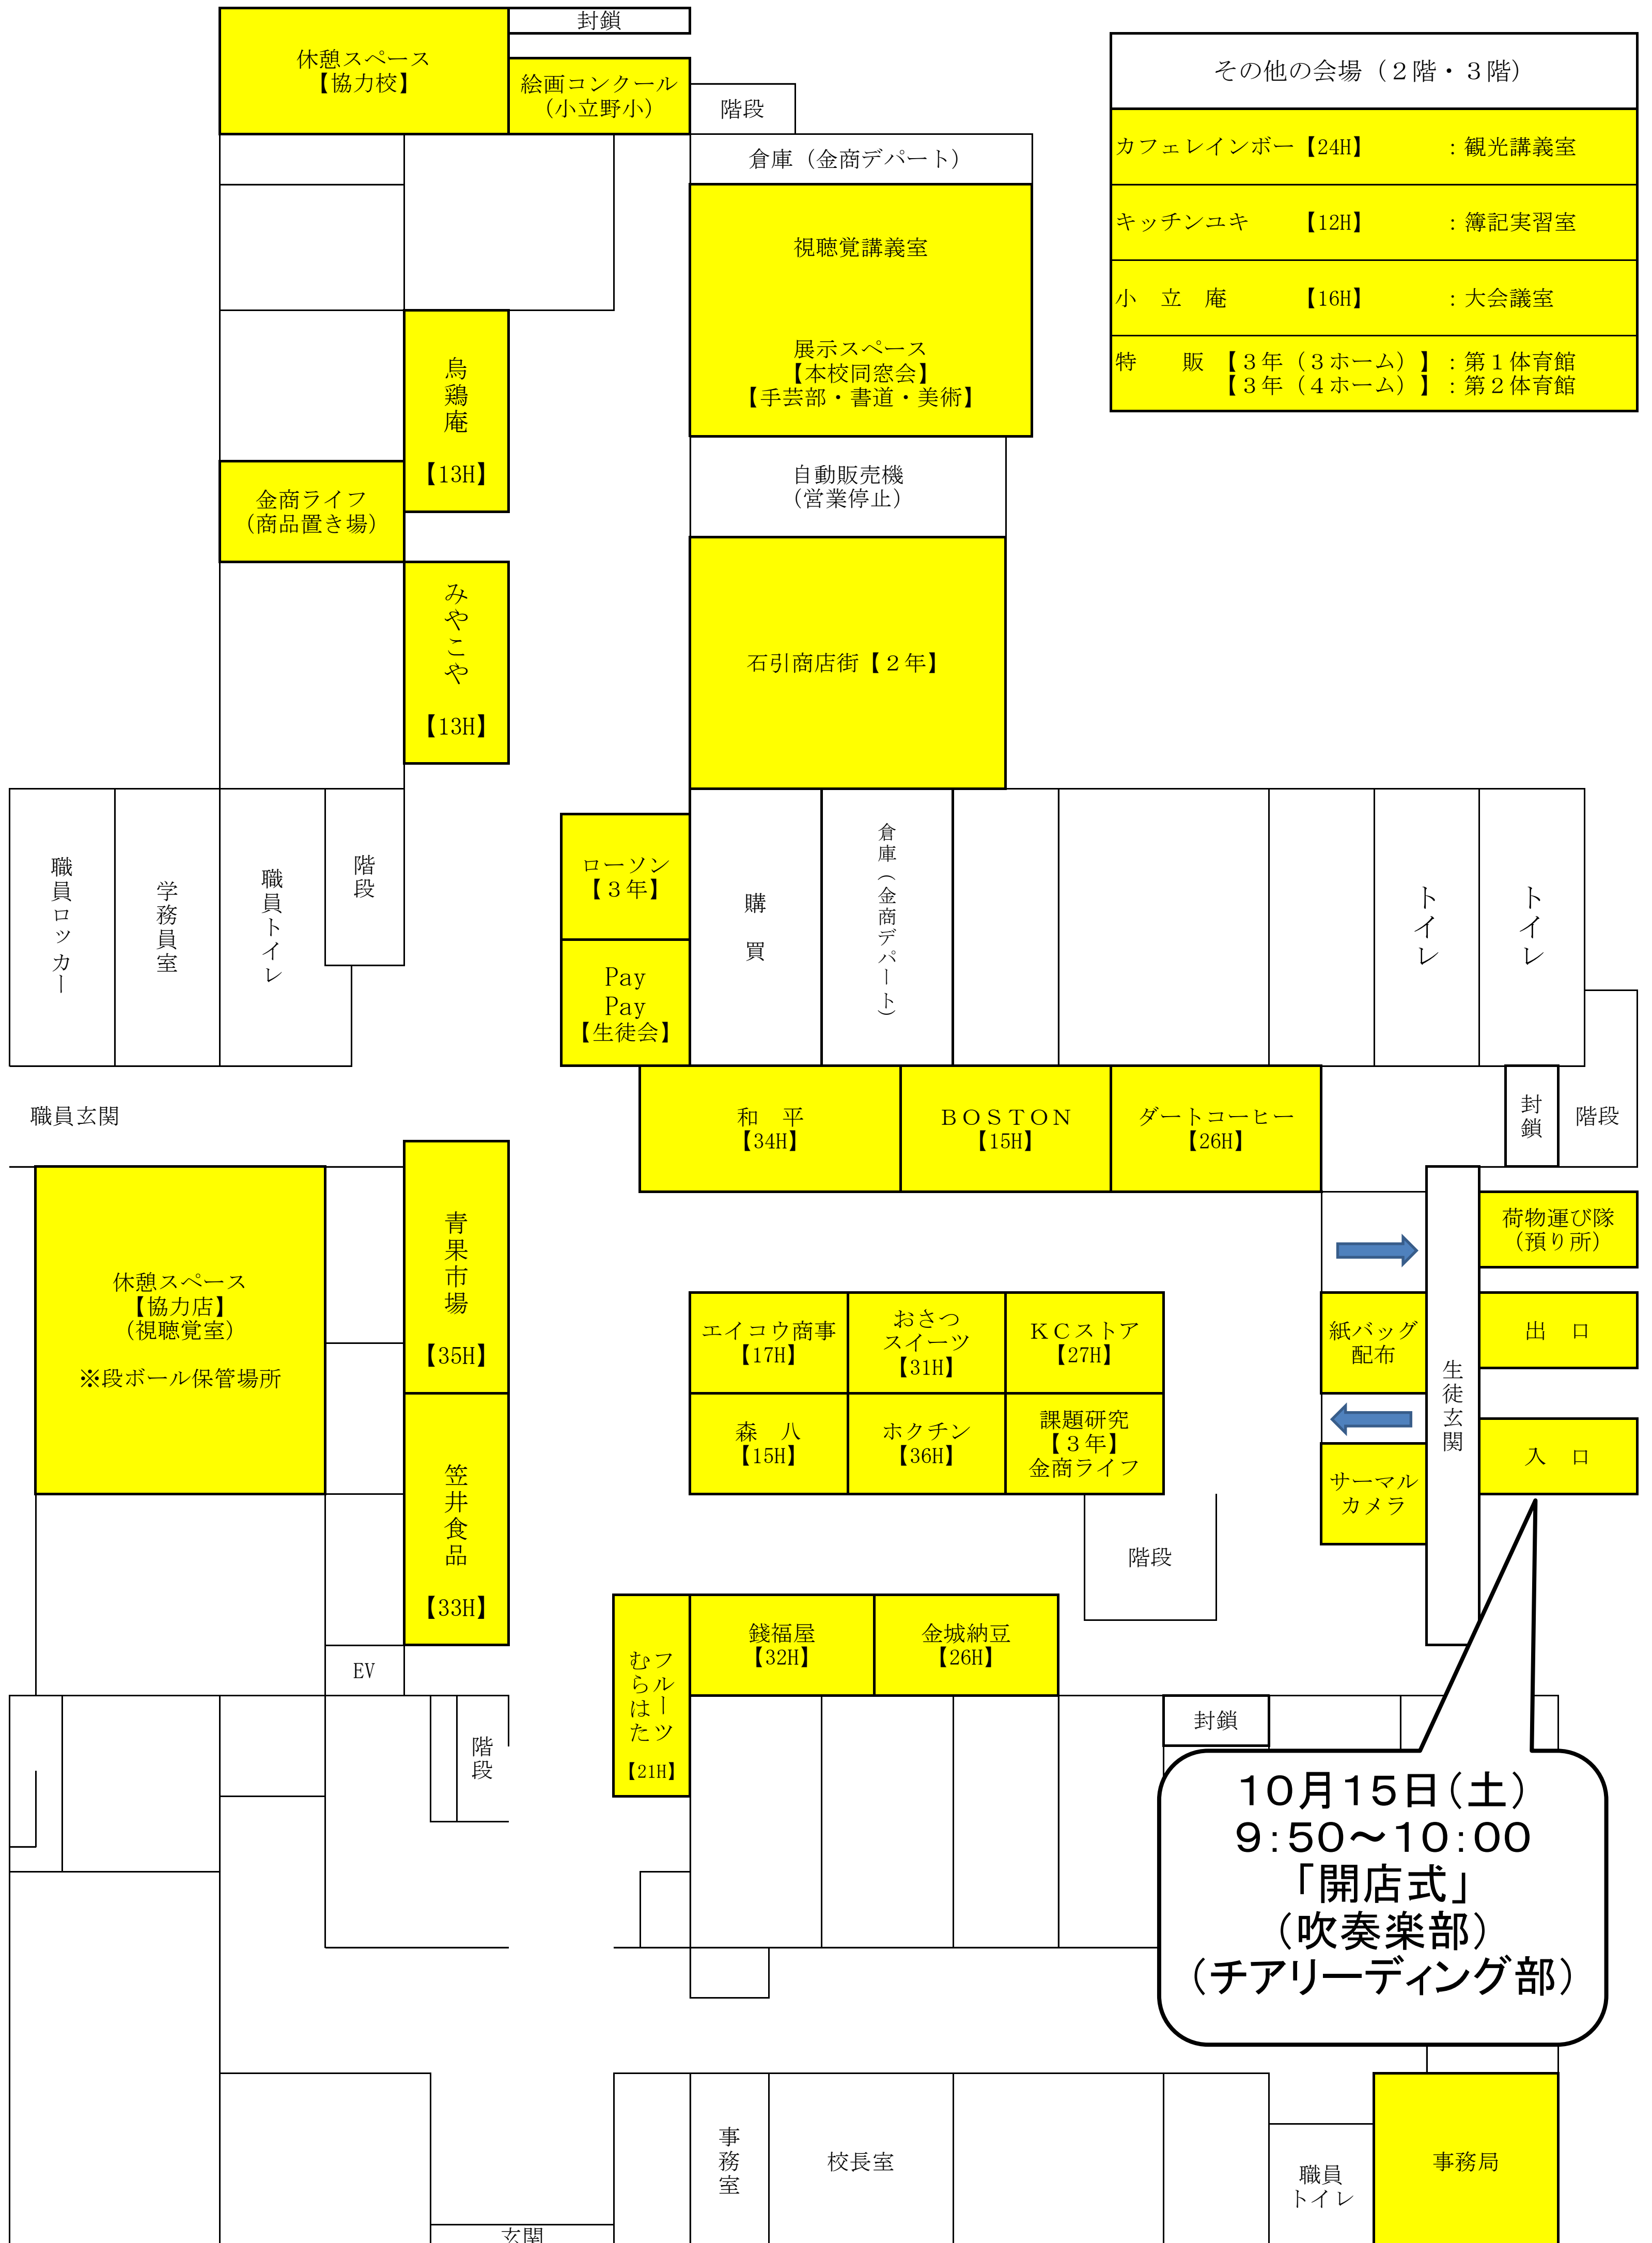 封鎖
休憩スペース
【協力校】
絵画コンクール
（小立野小）
階段
倉庫（金商デパート）
その他の会場（２階・３階）
カフェレインボー【24H】　　　：観光講義室
キッチンユキ　　【12H】　　　：簿記実習室
小　立　庵　　　【16H】　　　：大会議室
特　　販　【３年（３ホーム）】：第１体育館
【３年（４ホーム）】：第２体育館
視聴覚講義室
展示スペース
【本校同窓会】
【手芸部・書道・美術】
烏鶏庵
【13H】
金商ライフ
（商品置き場）
自動販売機
（営業停止）
みやこや
【13H】
石引商店街【２年】
職員ロッカー
学務員室
職員トイレ
階段
ローソン
【３年】
Pay
Pay
【生徒会】
購　買
倉庫（金商デパート）
トイレ
トイレ
職員玄関
和　平
【34H】
ＢＯＳＴＯＮ
【15H】
ダートコーヒー
【26H】
封鎖
階段
休憩スペース
【協力店】
（視聴覚室）
※段ボール保管場所
青果市場
【35H】
笠井食品
【33H】
エイコウ商事
【17H】
おさつ
スイーツ
【31H】
ＫＣストア
【27H】
森　八
【15H】
ホクチン
【36H】
課題研究
【３年】
金商ライフ
階段
荷物運び隊
（預り所）
紙バッグ
配布
出　口
生徒玄関
入　口
サーマル
カメラ
EV
階段
フルーツ
むらはた
【21H】
錢福屋
【32H】
金城納豆
【26H】
封鎖
１０月１５日（土）
９：５０～１０：００
「開店式」
（吹奏楽部）
（チアリーディング部）
事務室
校長室
職員
トイレ
事務局
玄関